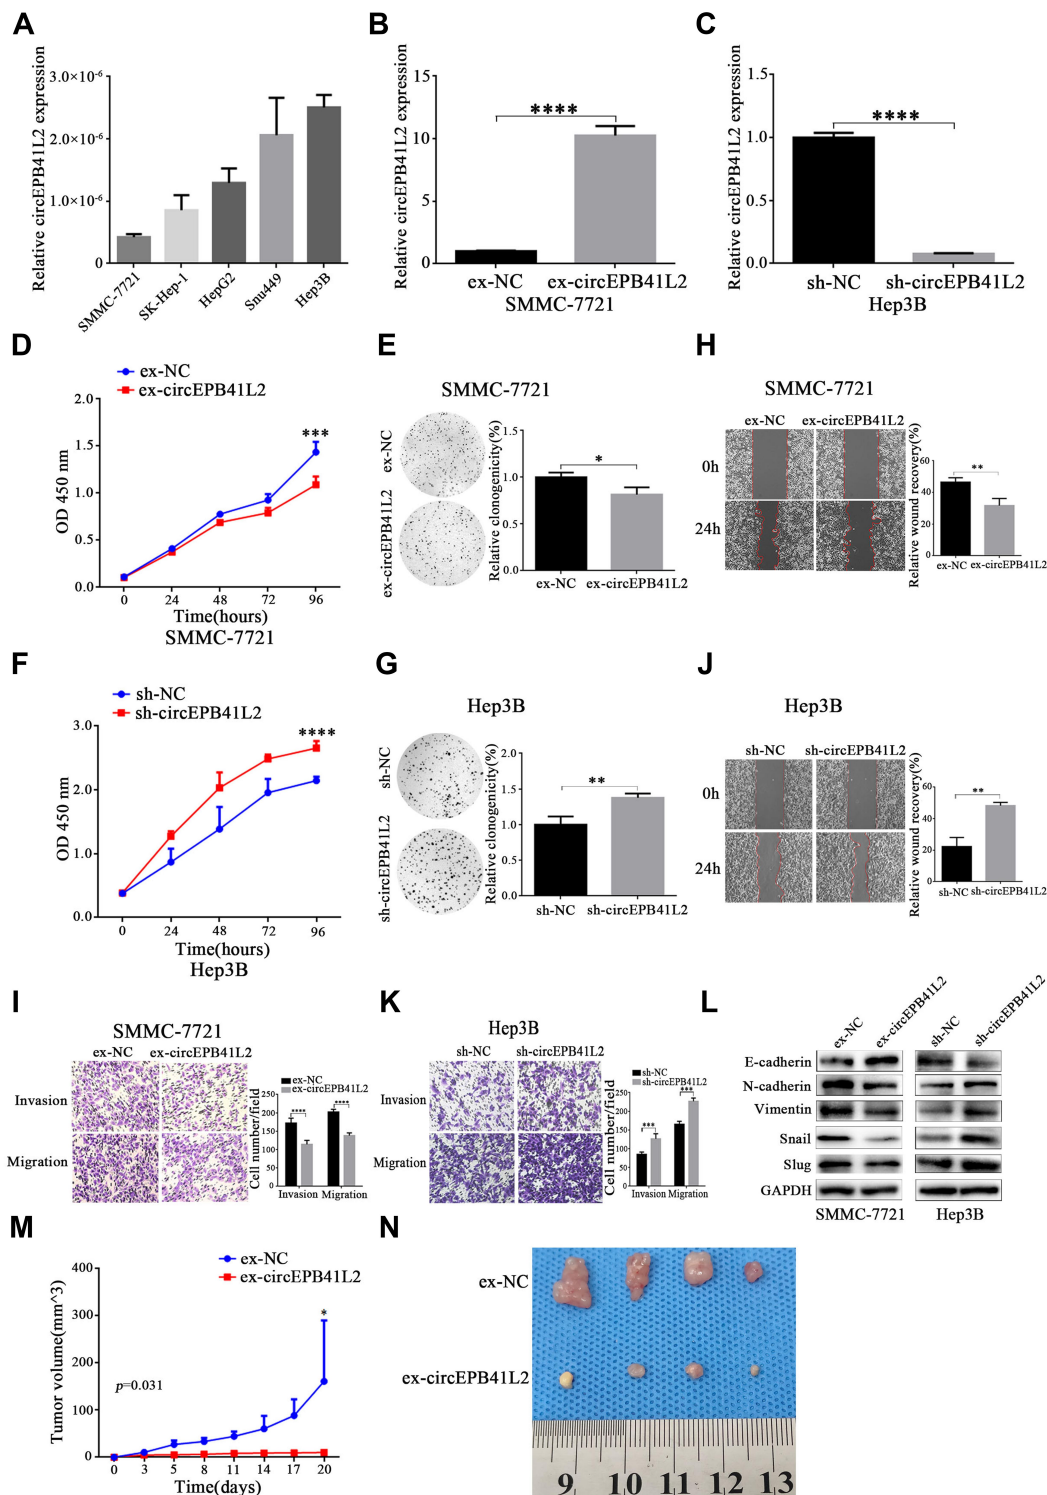 A
Relative circEPB41L2 expression
3.0×10-6
2.0×10-6
1.0×10-6
0
SMMC-7721
SK-Hep-1
HepG2
Snu449
Hep3B
B
Relative circEPB41L2 expression
15
10
5
0
****
ex-NC ex-circEPB41L2
SMMC-7721
C
Relative circEPB41L2 expression
1.5
1.0
0.5
0.0
****
sh-NC sh-circEPB41L2
Hep3B
D
ex-NC
ex-circEPB41L2
OD 450 nm
2.0
1.5
1.0
0.5
0.0
***
0 24 48 72 96
Time(hours)
SMMC-7721
E
SMMC-7721
ex-NC
ex-circEPB41L2
Relative clonogenicity(%)
1.5
1.0
0.5
0.0
*
ex-NC ex-circEPB41L2
H
SMMC-7721
ex-NC ex-circEPB41L2
0h
24h
Relative wound recovery(%)
60
40
20
0
**
ex-NC ex-circEPB41L2
F
sh-NC
sh-circEPB41L2
OD 450 nm
3.0
2.0
1.0
0.0
****
0 24 48 72 96
Time(hours)
Hep3B
G
Hep3B
sh-NC
sh-circEPB41L2
Relative clonogenicity(%)
2.0
1.5
1.0
0.5
0.0
**
sh-NC sh-circEPB41L2
J
Hep3B
sh-NC sh-circEPB41L2
0h
24h
Relative wound recovery(%)
60
40
20
0
**
sh-NC sh-circEPB41L2
I
SMMC-7721
ex-NC ex-circEPB41L2
Invasion
Migration
ex-NC
ex-circEPB41L2
Cell number/field
250
200
150
100
50
0
**** ****
Invasion Migration
K
Hep3B
sh-NC sh-circEPB41L2
Invasion
Migration
sh-NC
sh-circEPB41L2
Cell number/field
250
200
150
100
50
0
*** ***
Invasion Migration
L
ex-NC ex-circEPB41L2 sh-NC sh-circEPB41L2
E-cadherin
N-cadherin
Vimentin
Snail
Slug
GAPDH
SMMC-7721 Hep3B
M
ex-NC
ex-circEPB41L2
Tumor volume(mm^3)
400
300
200
100
0
p=0.031
*
0 3 5 8 11 14 17 20
Time(days)
N
ex-NC
ex-circEPB41L2
9 10 11 12 13